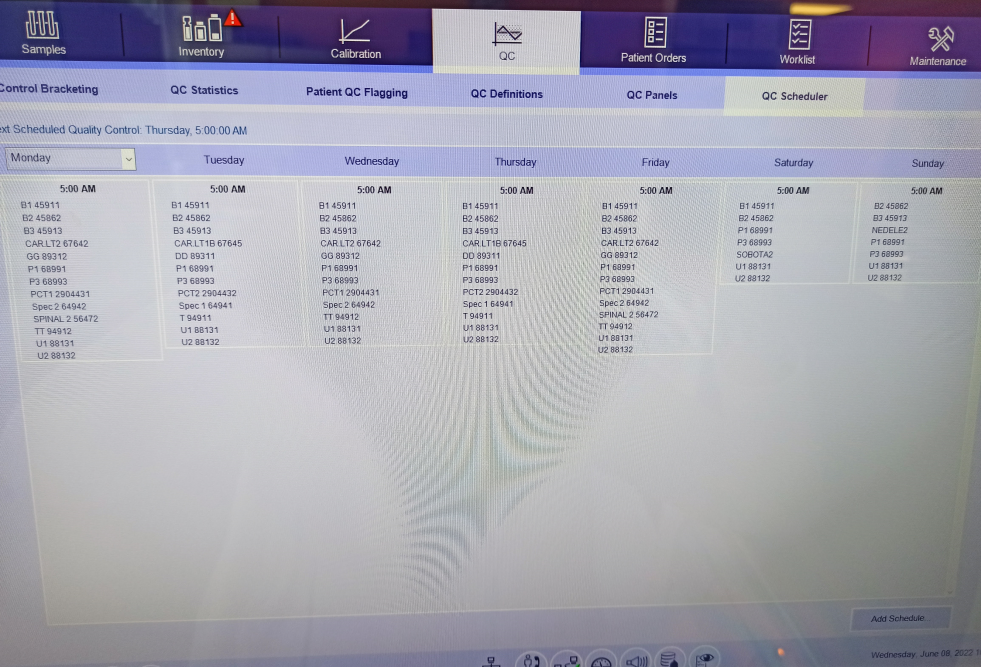 Samples
Inventory
Calibration
QC
Patient Orders
Worklist
Maintenance
Control Bracketing
QC Statistics
Patient QC Flagging
QC Definitions
QC Panels
QC Scheduler
xt Scheduled Quality Control: Thursday, 5:00:00 AM
Monday
Tuesday
Wednesday
Thursday
Friday
Saturday
Sunday
5:00 AM
B1 45911
B2 45862
B3 45913
CAR.LT2 67642
GG 89312
P1 68991
P3 68993
PCT1 2904431
Spec 2 64942
SPINAL 2 56472
TT 94912
U1 88131
U2 88132
5:00 AM
B1 45911
B2 45862
B3 45913
CAR.LT1B 67645
DD 89311
P1 68991
P3 68993
PCT2 2904432
Spec 1 64941
T 94911
U1 88131
U2 88132
5:00 AM
B1 45911
B2 45862
B3 45913
CAR.LT2 67642
GG 89312
P1 68991
P3 68993
PCT1 2904431
Spec 2 64942
TT 94912
U1 88131
U2 88132
5:00 AM
B1 45911
B2 45862
B3 45913
CAR.LT1B 67645
DD 89311
P1 68991
P3 68993
PCT2 2904432
Spec 1 64941
T 94911
U1 88131
U2 88132
5:00 AM
B1 45911
B2 45862
B3 45913
CAR.LT2 67642
GG 89312
P1 68991
P3 68993
PCT1 2904431
Spec 2 64942
SPINAL 2 56472
TT 94912
U1 88131
U2 88132
5:00 AM
B1 45911
B2 45862
P1 68991
P3 68993
SOBOTA2
U1 88131
U2 88132
5:00 AM
B2 45862
B3 45913
NEDELE2
P1 68991
P3 68993
U1 88131
U2 88132
Add Schedule...
Wednesday, June 08, 2022 1